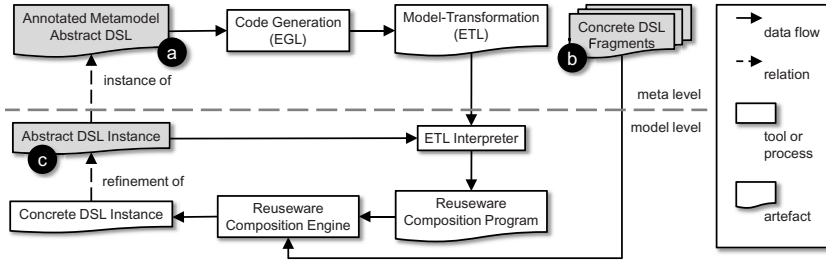 Annotated Metamodel
Abstract DSL
a
Code Generation
(EGL)
Model-Transformation
(ETL)
Concrete DSL
Fragments
b
data flow
instance of
relation
meta level
model level
Abstract DSL Instance
c
ETL Interpreter
tool or
process
refinement of
Concrete DSL Instance
Reuseware
Composition Engine
Reuseware
Composition Program
artefact